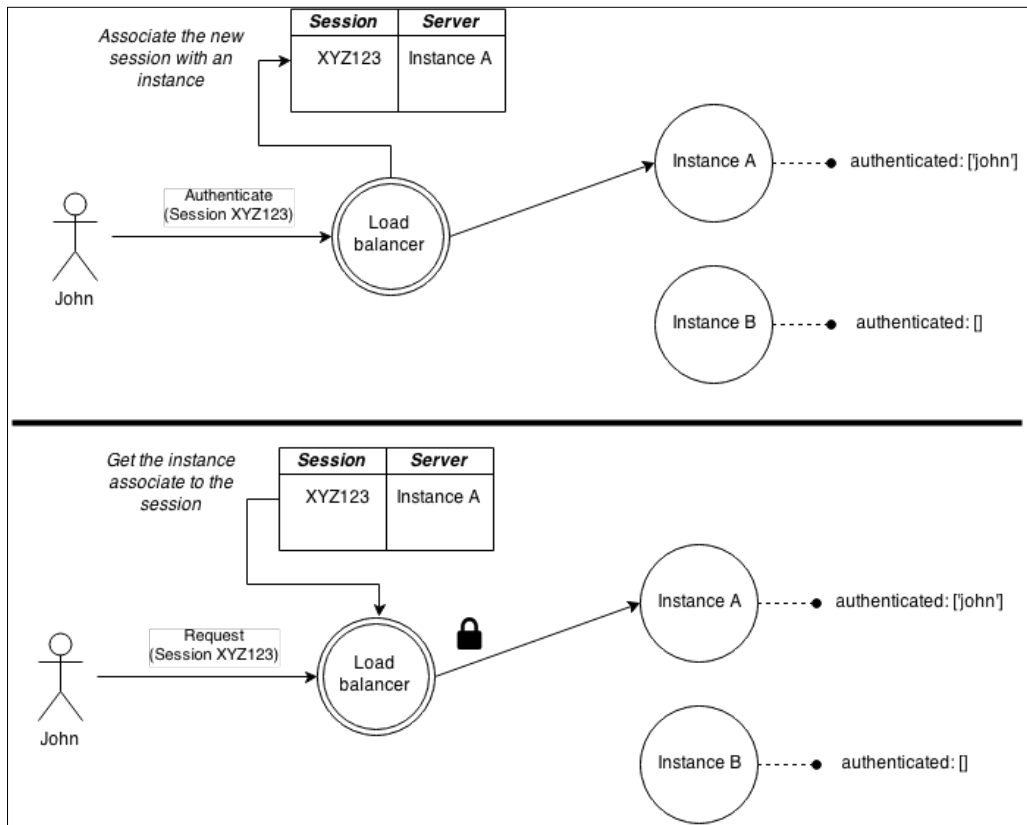 Associate the new
session with an
instance
Session Server
XYZ123 Instance A
Authenticate
(Session XYZ123)
John
Load
balancer
Instance A
authenticated: ['john']
Instance B
authenticated: []
Get the instance
associate to the
session
Session Server
XYZ123 Instance A
Request
(Session XYZ123)
John
Load
balancer
Instance A
authenticated: ['john']
Instance B
authenticated: []